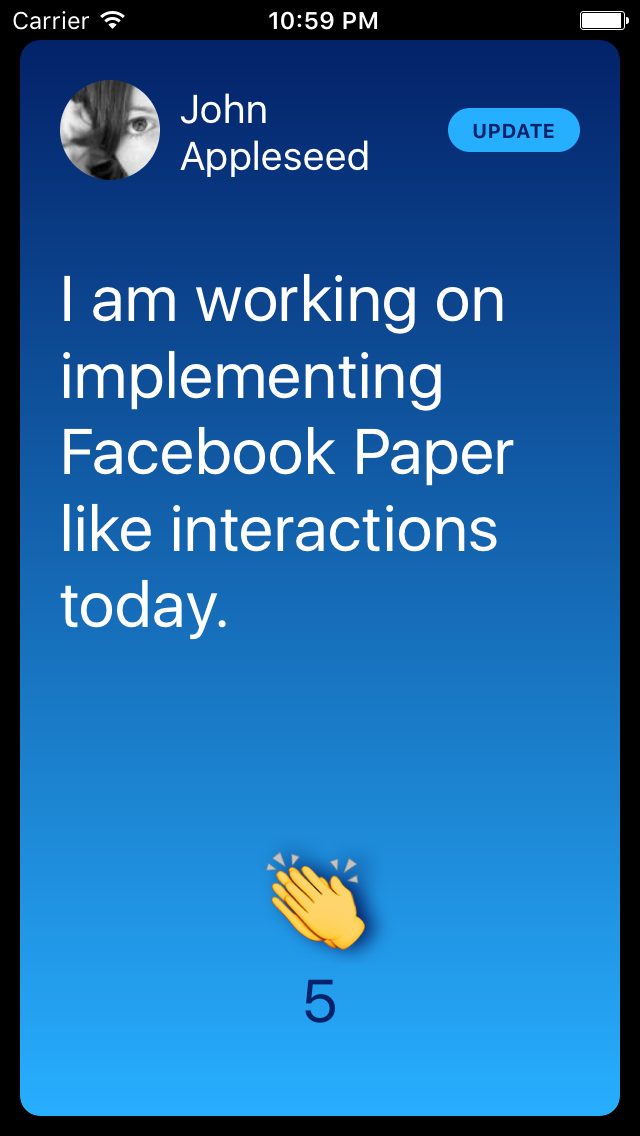 Carrier 10:59 PM
John
Appleseed
UPDATE
I am working on
implementing
Facebook Paper
like interactions
today.
5